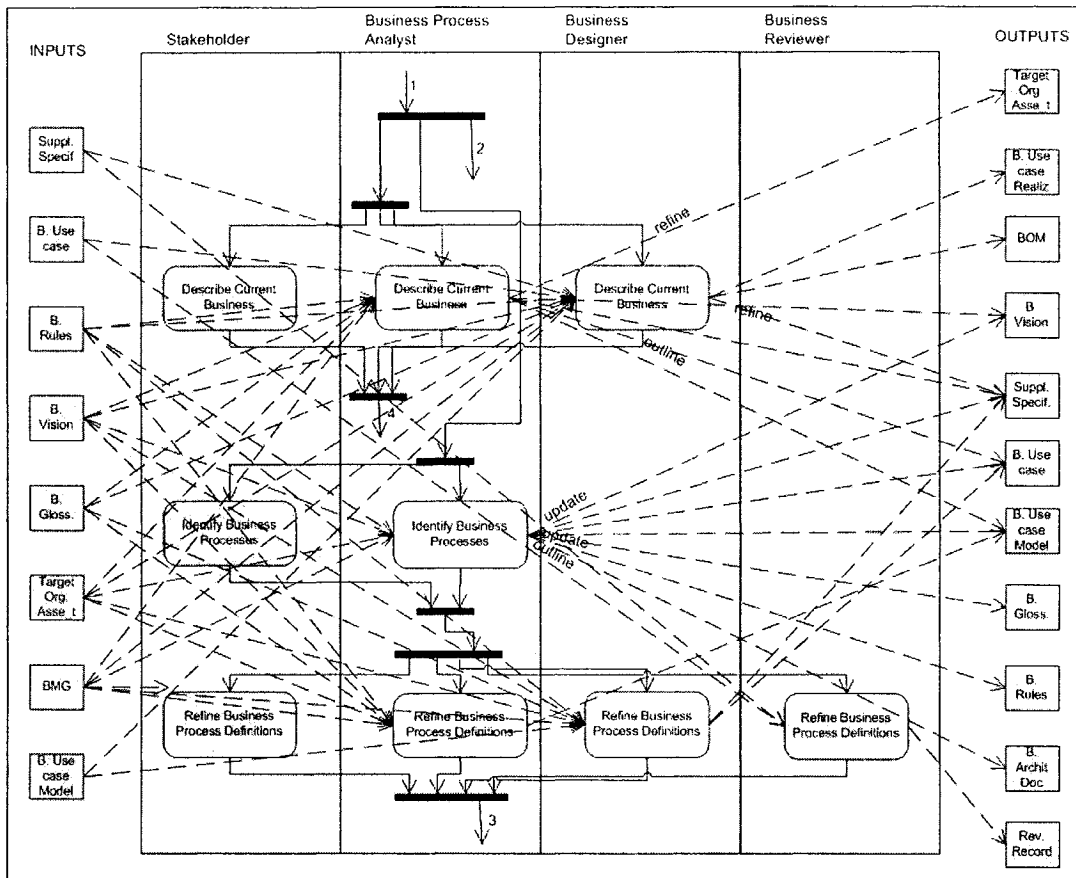 INPUTS
Stakeholder
Business Process
Analyst
Business
Designer
Business
Reviewer
OUTPUTS
Suppl.
Specif
B. Use
case
B.
Rules
B.
Vision
B.
Gloss.
Target
Org.
Asse_t
BMG
B. Use
case
Model
1
2
Describe Current
Business
Describe Current
Business
Describe Current
Business
4
Identify Business
Processes
Identify Business
Processes
Refine Business
Process Definitions
Refine Business
Process Definitions
Refine Business
Process Definitions
Refine Business
Process Definitions
3
refine
refine
outline
update
update
outline
Target
Org
Asse_t
B. Use
case
Realiz
BOM
B
Vision
Suppl.
Specif.
B. Use
case
B. Use
case
Model
B.
Gloss.
B.
Rules
B.
Archit
Doc
Rev.
Record